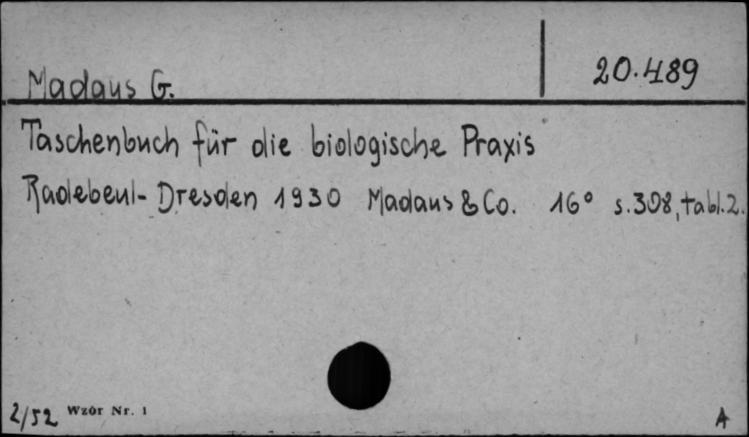 Madaus G.
20.489
Taschenbuch für die biologische Praxis
Radebeul-Dresden 1930 Madaus & Co. 16° s.308, tabl.2.
2/52 Wzór Nr. 1
A